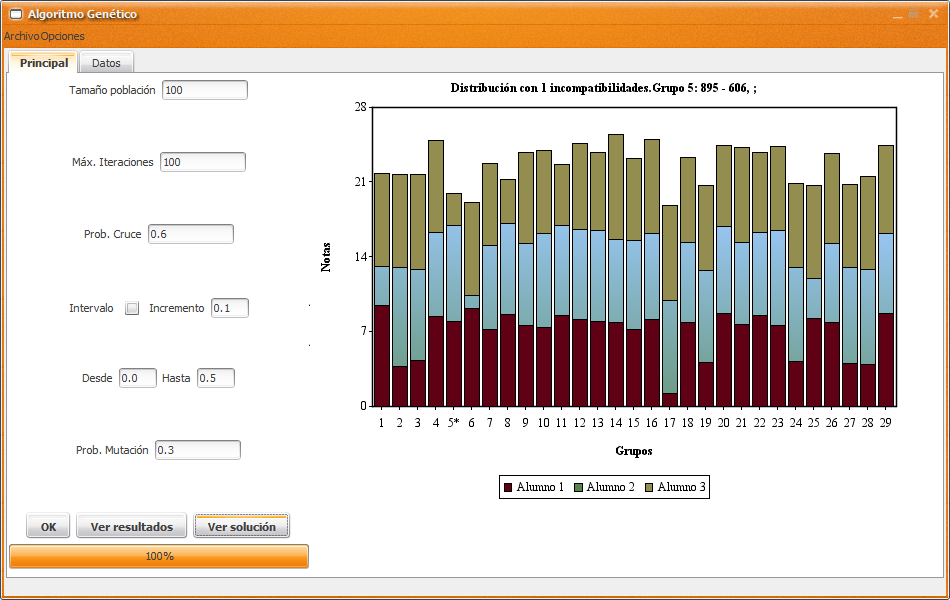 Algoritmo Genético
Archivo Opciones
Principal Datos
Tamaño población 100
Máx. Iteraciones 100
Prob. Cruce 0.6
Intervalo Incremento 0.1
Desde 0.0 Hasta 0.5
Prob. Mutación 0.3
OK Ver resultados Ver solución
100%
Distribución con 1 incompatibilidades.Grupo 5: 895 - 606, ;
28
21
14
7
0
Notas
1 2 3 4 5* 6 7 8 9 10 11 12 13 14 15 16 17 18 19 20 21 22 23 24 25 26 27 28 29
Grupos
Alumno 1 Alumno 2 Alumno 3